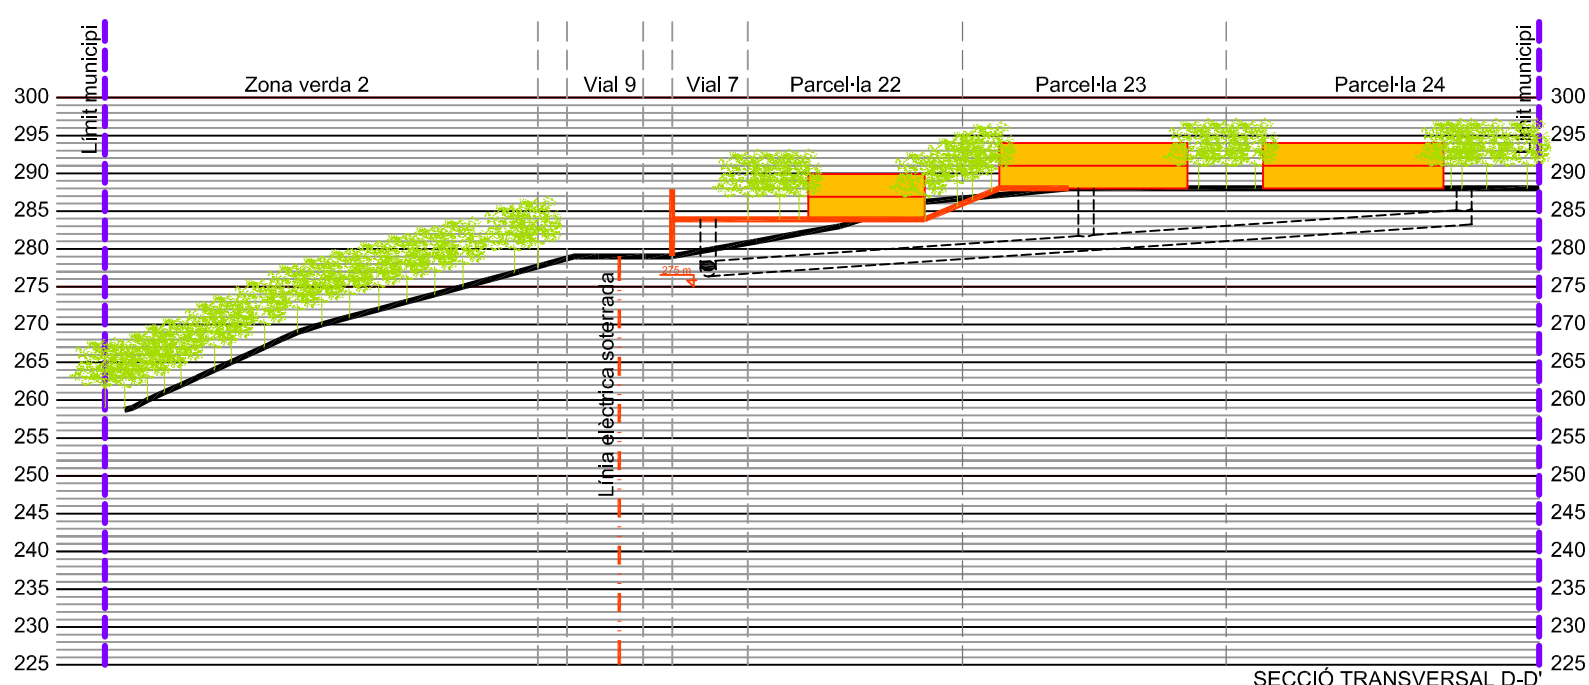 Límit municipi
Zona verda 2
Vial 9
Vial 7
Parcel·la 22
Parcel·la 23
Parcel·la 24
Límit municipi
300
300
295
295
290
290
285
285
280
280
275 m
275
275
270
270
265
265
260
260
255
255
250
250
245
245
240
240
235
235
230
230
225
225
Línia elèctrica soterrada
SECCIÓ TRANSVERSAL D-D'